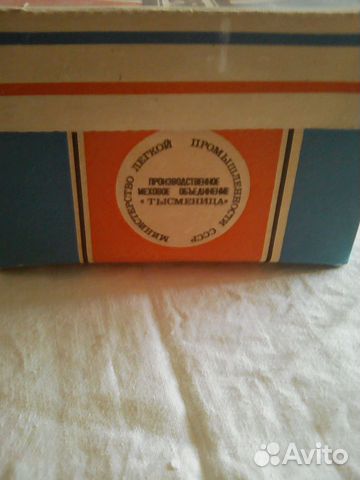 МИНИСТЕРСТВО ЛЕГКОЙ ПРОМЫШЛЕННОСТИ СССР
ПРОИЗВОДСТВЕННОЕ
МЕХОВОЕ ОБЪЕДИНЕНИЕ
«ТЫСМЕНИЦА»
Avito